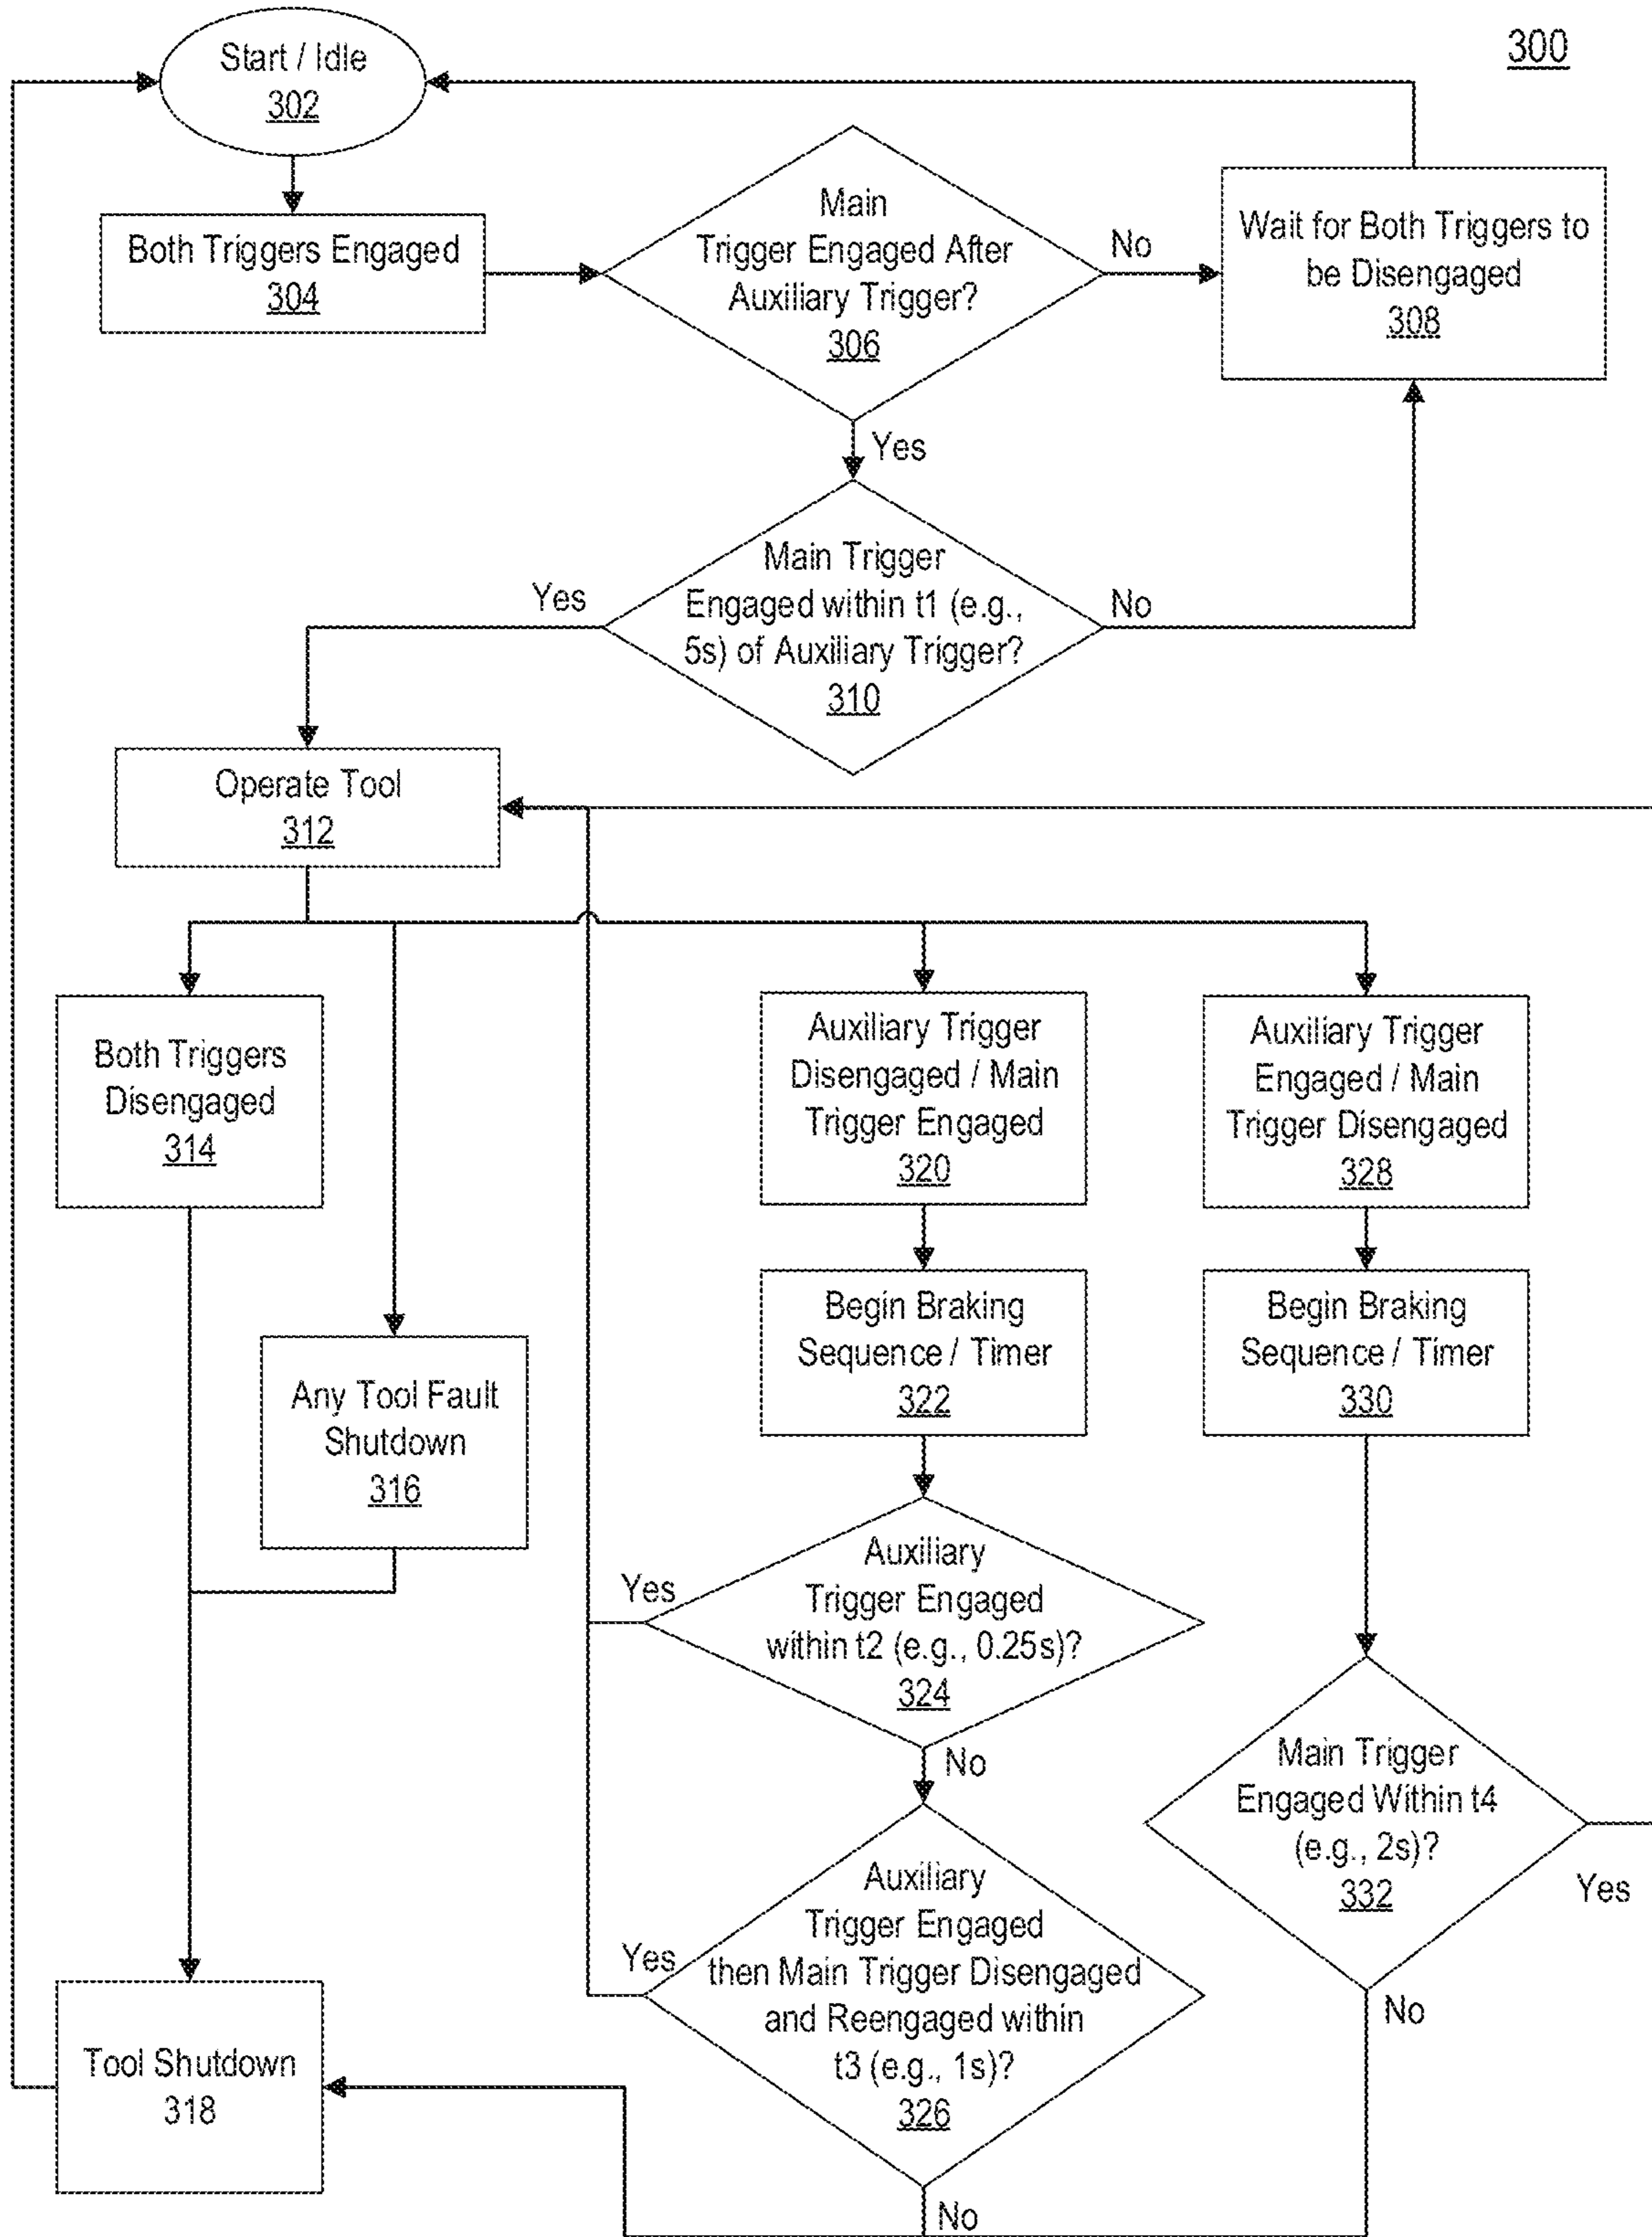 300
Start / Idle
302
Both Triggers Engaged
304
Main
Trigger Engaged After
Auxiliary Trigger?
306
No
Wait for Both Triggers to
be Disengaged
308
Yes
Main Trigger
Engaged within t1 (e.g.,
5s) of Auxiliary Trigger?
310
Yes
No
Operate Tool
312
Both Triggers
Disengaged
314
Any Tool Fault
Shutdown
316
Auxiliary Trigger
Disengaged / Main
Trigger Engaged
320
Auxiliary Trigger
Engaged / Main
Trigger Disengaged
328
Begin Braking
Sequence / Timer
322
Begin Braking
Sequence / Timer
330
Auxiliary
Trigger Engaged
within t2 (e.g., 0.25s)?
324
Yes
No
Main Trigger
Engaged Within t4
(e.g., 2s)?
332
Yes
No
Auxiliary
Trigger Engaged
then Main Trigger Disengaged
and Reengaged within
t3 (e.g., 1s)?
326
Yes
No
Tool Shutdown
318